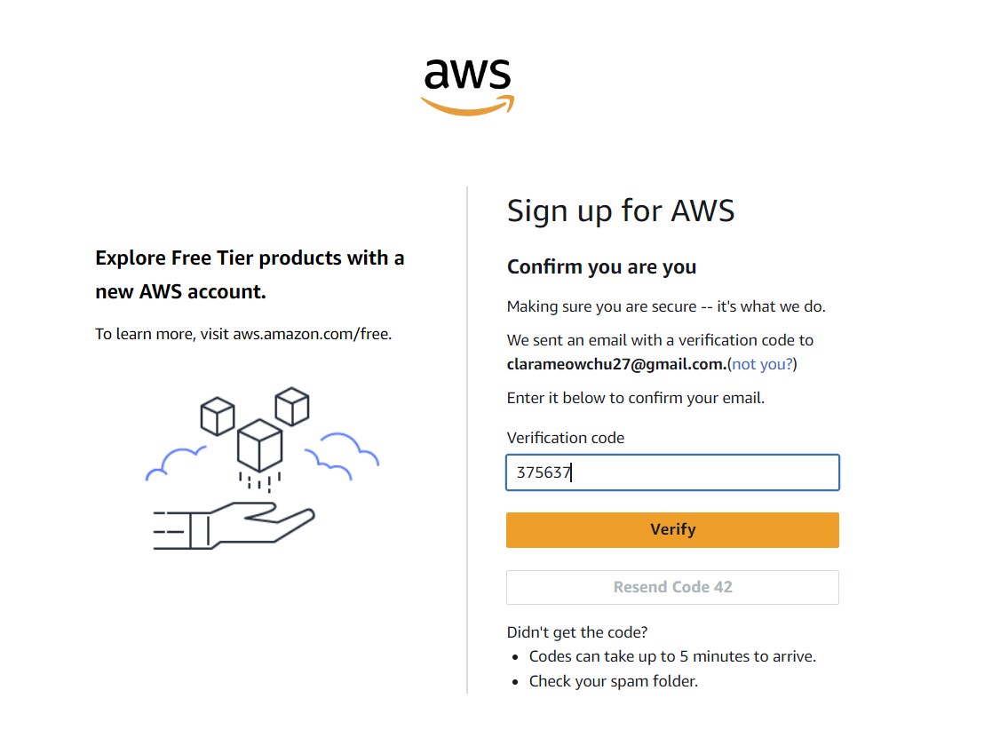 aws
Explore Free Tier products with a
new AWS account.
To learn more, visit aws.amazon.com/free.
Sign up for AWS
Confirm you are you
Making sure you are secure -- it's what we do.
We sent an email with a verification code to
clarameowchu27@gmail.com.(not you?)
Enter it below to confirm your email.
Verification code
375637
Verify
Resend Code 42
Didn't get the code?
• Codes can take up to 5 minutes to arrive.
• Check your spam folder.